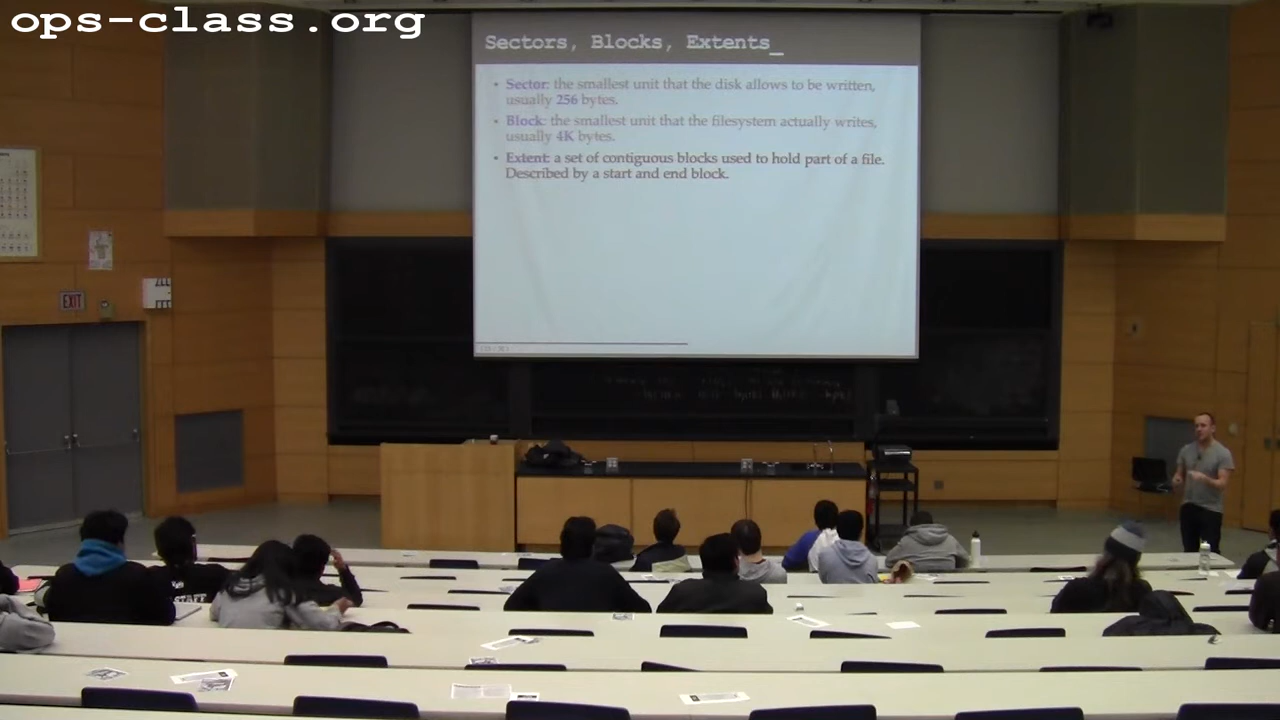 ops-class.org
Sectors, Blocks, Extents_
• Sector: the smallest unit that the disk allows to be written,
usually 256 bytes.
• Block: the smallest unit that the filesystem actually writes,
usually 4K bytes.
• Extent: a set of contiguous blocks used to hold part of a file.
Described by a start and end block.
EXIT
STAFF